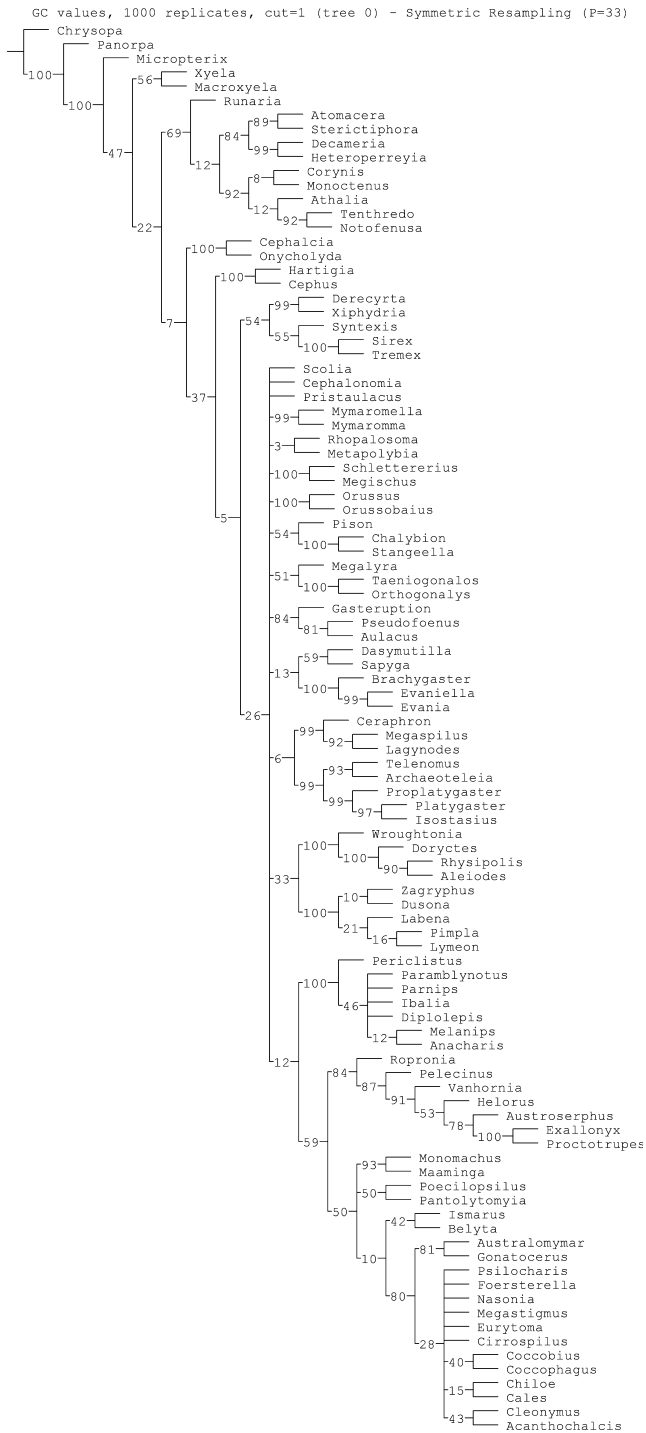 GC values, 1000 replicates, cut=1 (tree 0) - Symmetric Resampling (P=33)
Chrysopa
Panorpa
100
Micropterix
100
Xyela
56
Macroxyela
Runaria
Atomacera
89
Sterictiphora
69
84
Decameria
99
47
Heteroperreyia
12
Corynis
8
Monoctenus
92
Athalia
12
Tenthredo
92
22
Notofenusa
Cephalcia
100
Onycholyda
Hartigia
100
Cephus
Derecyrta
99
Xiphydria
7
54
Syntexis
55
Sirex
100
Tremex
Scolia
Cephalonomia
37
Pristaulacus
Mymaromella
99
Mymaromma
Rhopalosoma
3
Metapolybia
Schlettererius
100
Megischus
Orussus
100
Orussobaius
5
Pison
54
Chalybion
100
Stangeella
Megalyra
51
Taeniogonalos
100
Orthogonalys
Gasteruption
84
Pseudofoenus
81
Aulacus
Dasymutilla
59
Sapyga
13
Brachygaster
100
Evaniella
99
Evania
26
Ceraphron
99
Megaspilus
92
Lagynodes
6
Telenomus
93
Archaeoteleia
99
Proplatygaster
99
Platygaster
97
Isostasius
Wroughtonia
100
Doryctes
100
Rhysipolis
90
Aleiodes
33
Zagryphus
10
Dusona
100
Labena
21
Pimpla
16
Lymeon
Periclistus
Paramblynotus
100
Parnips
Ibalia
46
Diplolepis
Melanips
12
Anacharis
Ropronia
12
84
Pelecinus
87
Vanhornia
91
Helorus
53
Austroserphus
78
Exallonyx
100
Proctotrupes
59
Monomachus
93
Maaminga
Poecilopsilus
50
Pantolytomyia
50
Ismarus
42
Belyta
Australomymar
81
10
Gonatocerus
Psilocharis
Foersterella
80
Nasonia
Megastigmus
Eurytoma
Cirrospilus
28
Coccobius
40
Coccophagus
Chiloe
15
Cales
Cleonymus
43
Acanthochalcis